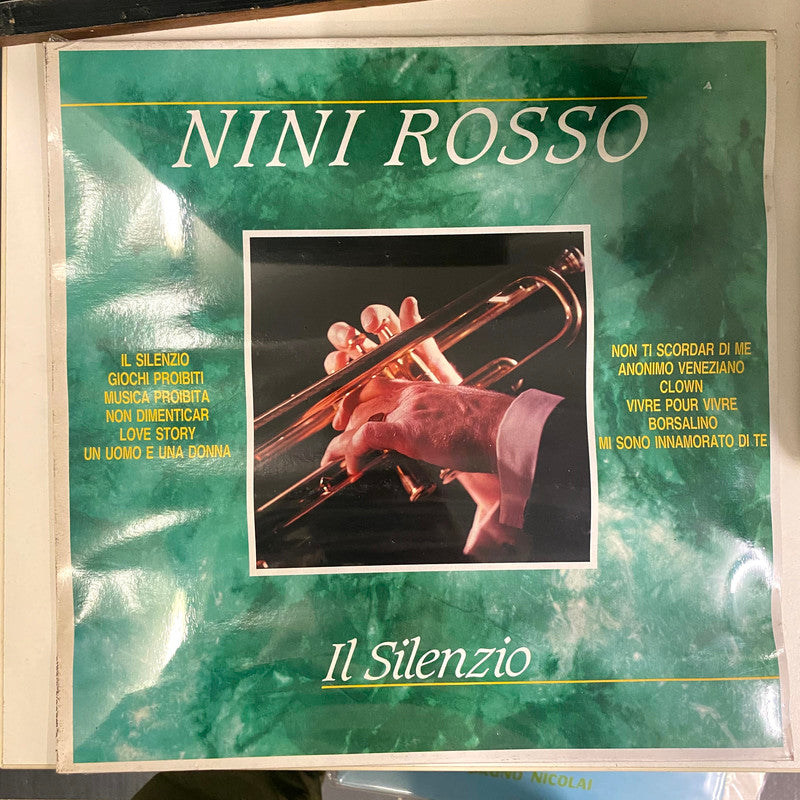 NINI ROSSO
IL SILENZIO
GIOCHI PROIBITI
MUSICA PROIBITA
NON DIMENTICAR
LOVE STORY
UN UOMO E UNA DONNA
NON TI SCORDAR DI ME
ANONIMO VENEZIANO
CLOWN
VIVRE POUR VIVRE
BORSALINO
MI SONO INNAMORATO DI TE
Il Silenzio
NICOLAI